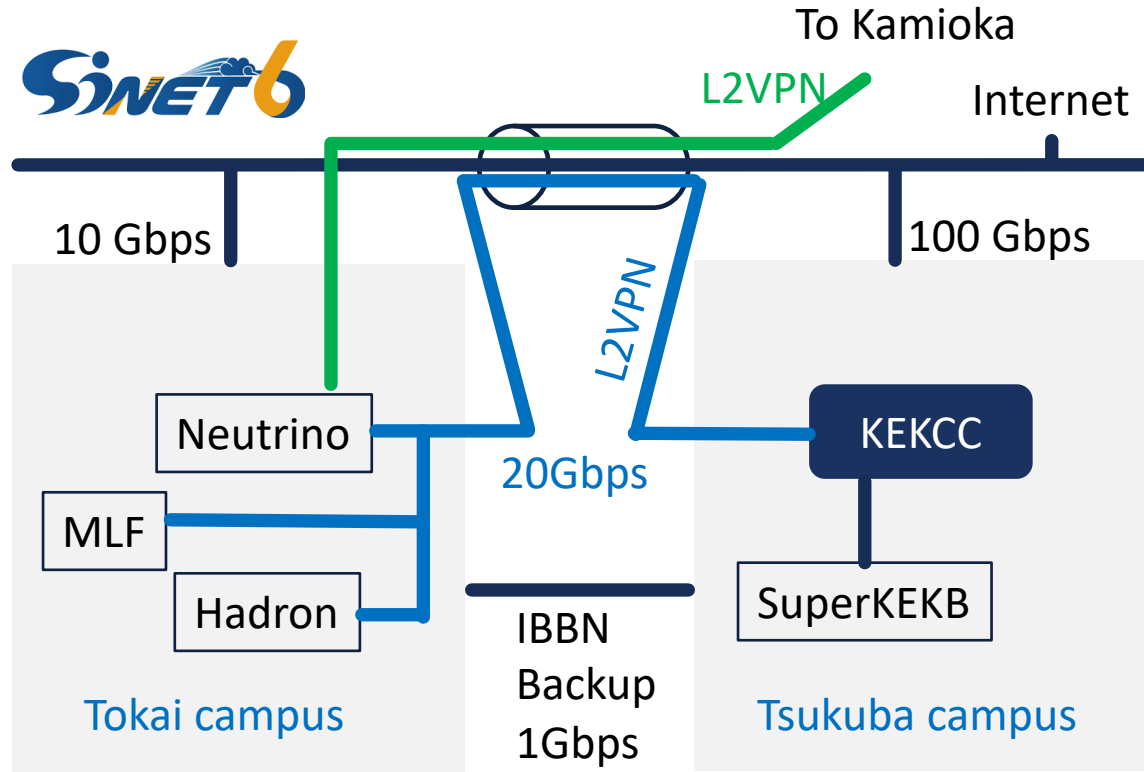 To Kamioka
SINET6
L2VPN
Internet
10 Gbps
100 Gbps
L2VPN
Neutrino
KEKCC
20Gbps
MLF
Hadron
SuperKEKB
IBBN
Backup
1Gbps
Tokai campus
Tsukuba campus